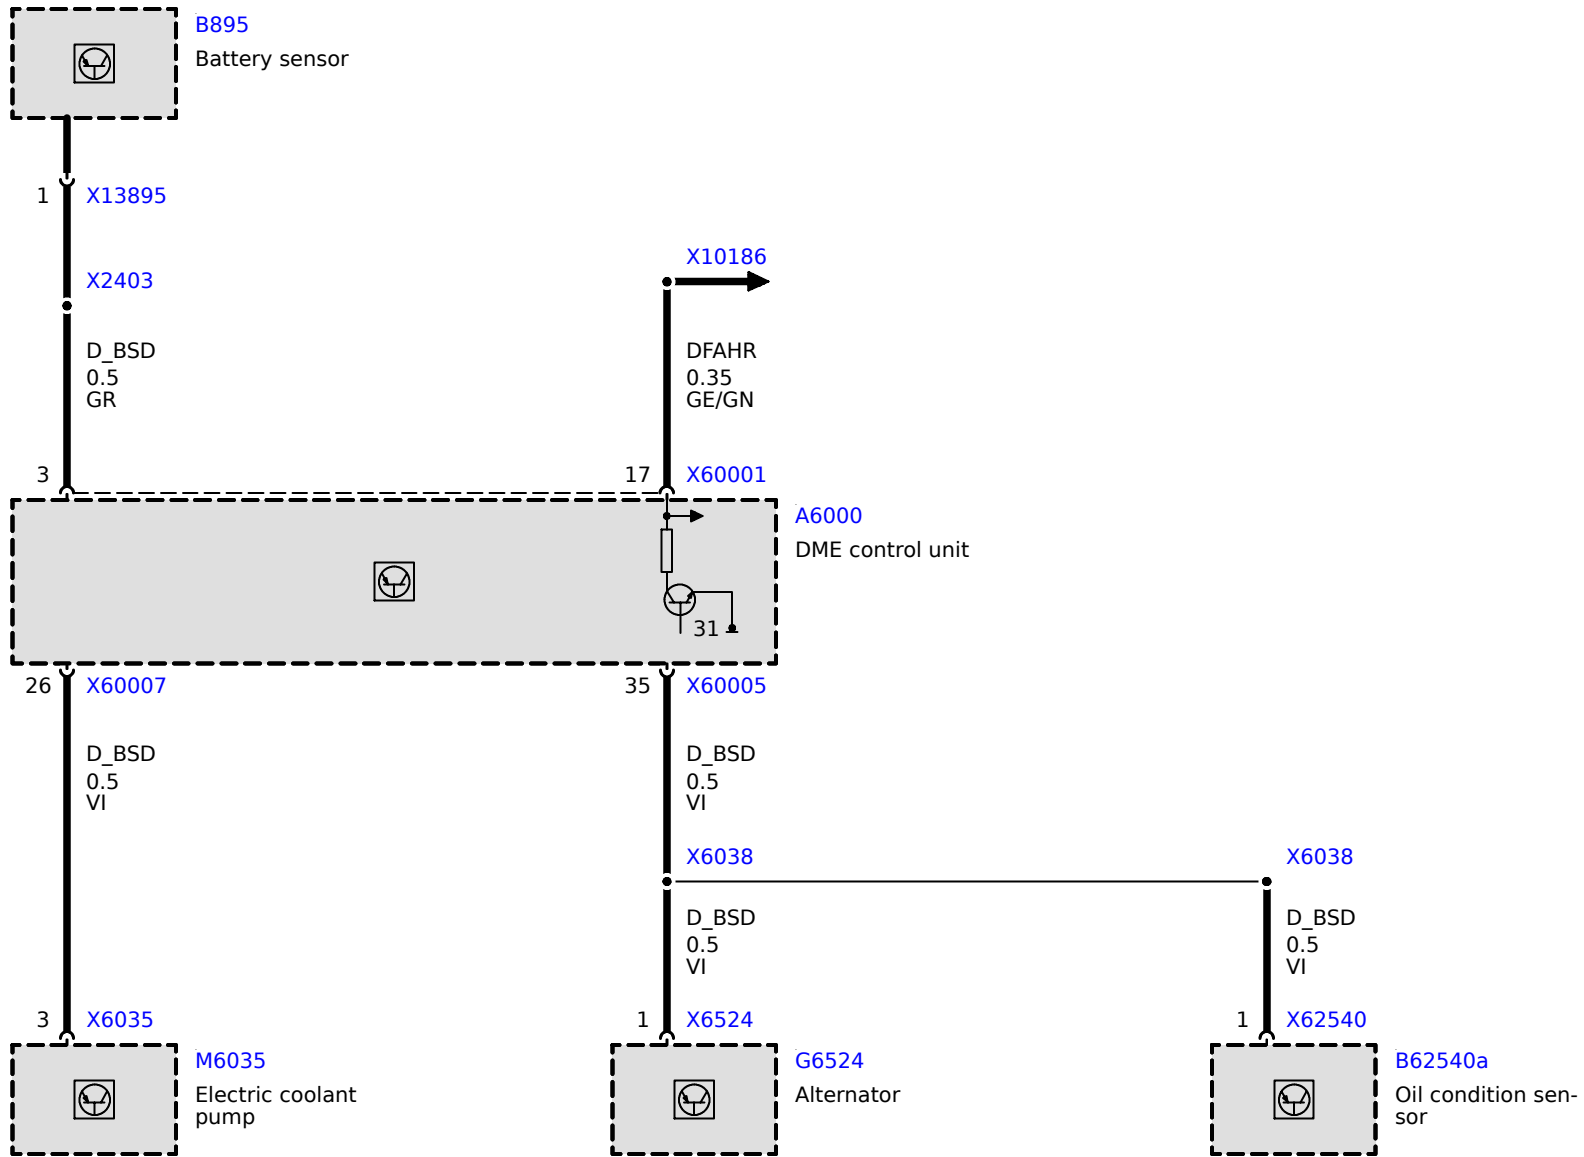 B895
Battery sensor
1
X13895
X2403
X10186
D_BSD
0.5
GR
DFAHR
0.35
GE/GN
3
17
X60001
A6000
DME control unit
31
26
X60007
35
X60005
D_BSD
0.5
VI
D_BSD
0.5
VI
X6038
X6038
D_BSD
0.5
VI
D_BSD
0.5
VI
3
X6035
1
X6524
1
X62540
M6035
Electric coolant
pump
G6524
Alternator
B62540a
Oil condition sen-
sor